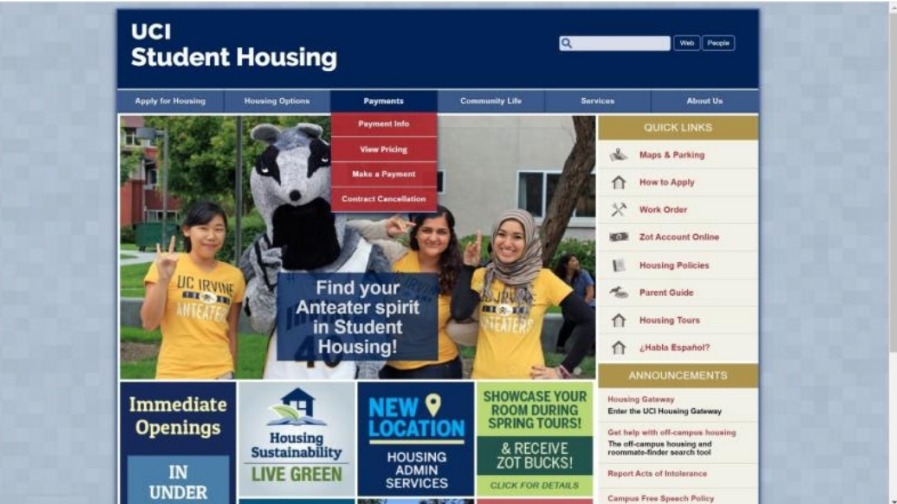 UCI
Student Housing
Web
People
Apply for Housing
Housing Options
Payments
Community Life
Services
About Us
Payment Info
View Pricing
Make a Payment
Contract Cancellation
UC IRVINE
ANTEATERS
UC IRVINE
ANTEATERS
Find your
Anteater spirit
in Student
Housing!
QUICK LINKS
Maps & Parking
How to Apply
Work Order
Zot Account Online
Housing Policies
Parent Guide
Housing Tours
¿Habla Español?
ANNOUNCEMENTS
Housing Gateway
Enter the UCI Housing Gateway
Get help with off-campus housing
The off-campus housing and
roommate-finder search tool
Report Acts of Intolerance
Campus Free Speech Policy
Immediate
Openings
IN
UNDER
Housing
Sustainability
LIVE GREEN
NEW
LOCATION
HOUSING
ADMIN
SERVICES
SHOWCASE YOUR
ROOM DURING
SPRING TOURS!
& RECEIVE
ZOT BUCKS!
CLICK FOR DETAILS